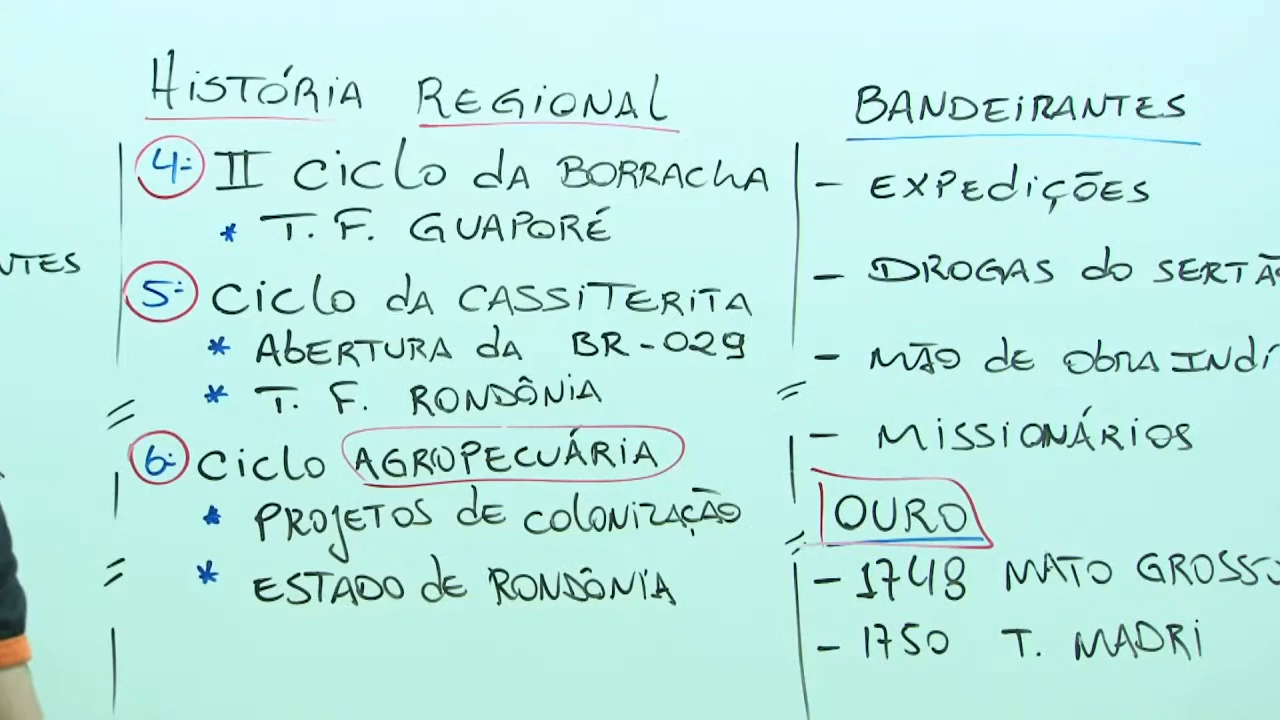 HISTÓRIA REGIONAL
4- II CICLO DA BORRACHA
* T. F. GUAPORÉ
NTES
5- CICLO DA CASSITERITA
* ABERTURA DA BR-029
* T. F. RONDÔNIA
6- CICLO AGROPECUÁRIA
* PROJETOS DE COLONIZAÇÃO
* ESTADO DE RONDÔNIA
BANDEIRANTES
- EXPEDIÇÕES
- DROGAS DO SERTÃ
- MÃO DE OBRA INDÍ
- MISSIONÁRIOS
OURO
- 1748 MATO GROSSO
- 1750 T. MADRI